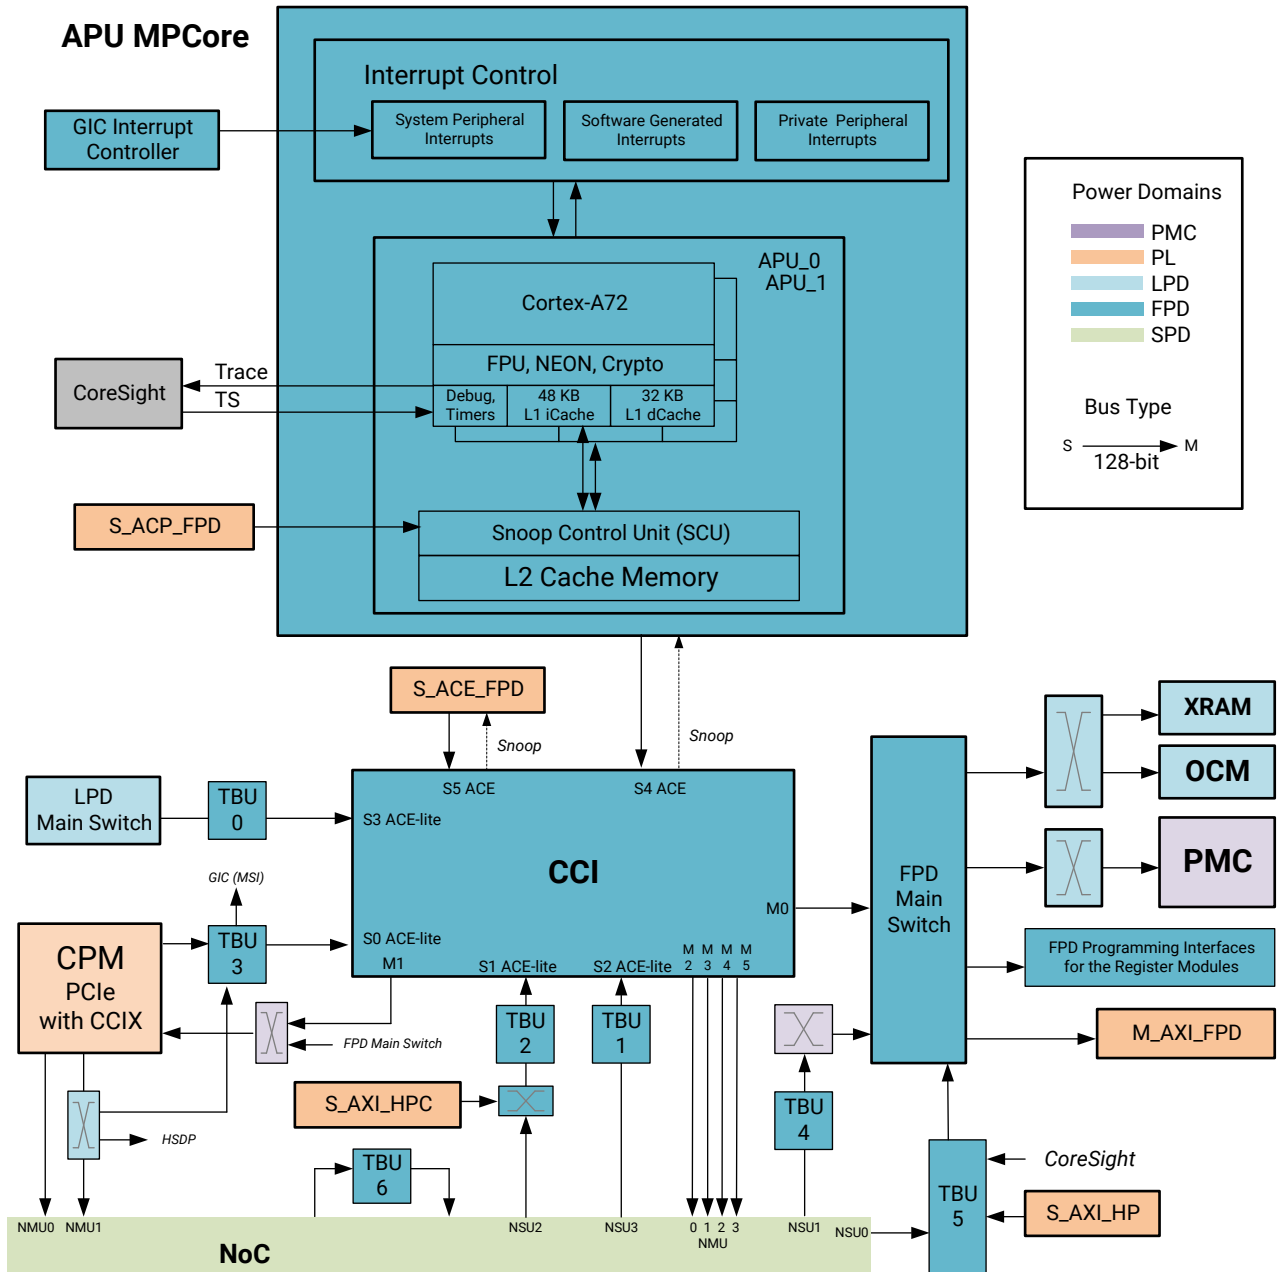 APU MPCore
Interrupt Control
GIC Interrupt
Controller
System Peripheral
Interrupts
Software Generated
Interrupts
Private Peripheral
Interrupts
Power Domains
PMC
PL
LPD
FPD
SPD
Bus Type
S
M
128-bit
APU_0
APU_1
Cortex-A72
FPU, NEON, Crypto
Debug,
Timers
48 KB
L1 iCache
32 KB
L1 dCache
CoreSight
Trace
TS
S_ACP_FPD
Snoop Control Unit (SCU)
L2 Cache Memory
S_ACE_FPD
Snoop
Snoop
XRAM
OCM
PMC
LPD
Main Switch
TBU
0
S5 ACE
S4 ACE
S3 ACE-lite
CCI
M0
FPD
Main
Switch
GIC (MSI)
CPM
PCIe
with CCIX
TBU
3
S0 ACE-lite
M1
S1 ACE-lite
S2 ACE-lite
M
2
M
3
M
4
M
5
FPD Programming Interfaces
for the Register Modules
M_AXI_FPD
FPD Main Switch
TBU
2
TBU
1
S_AXI_HPC
TBU
4
HSDP
TBU
6
CoreSight
TBU
5
S_AXI_HP
NMU0
NMU1
NSU2
NSU3
0
1
2
3
NMU
NSU1
NSU0
NoC